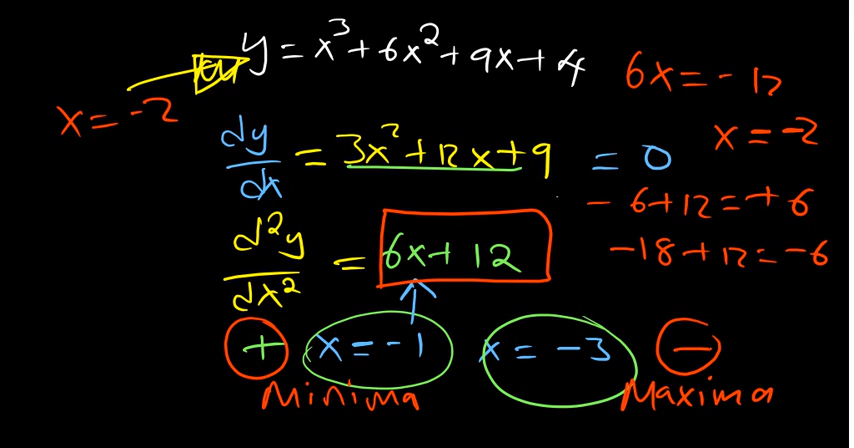 y = x³ + 6x² + 9x + 4
6x = -12
x = -2
x = -2
dy/dx = 3x² + 12x + 9 = 0
- 6 + 12 = + 6
d²y/dx² = 6x + 12
-18 + 12 = -6
+ x = -1 x = -3 -
Minima Maxima